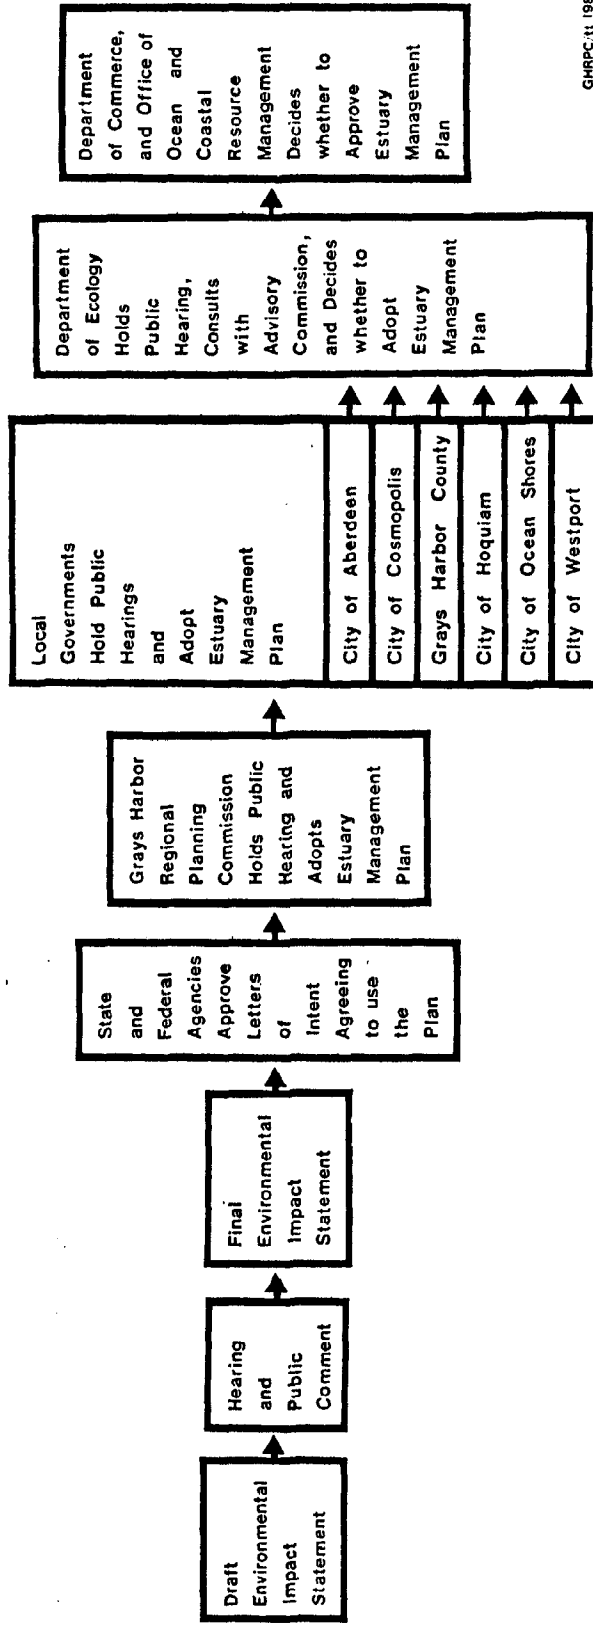 Draft
Environmental
Impact
Statement
Hearing
and
Public
Comment
Final
Environmental
Impact
Statement
State
and
Federal
Agencies
Approve
Letters
of
Intent
Agreeing
to use
the
Plan
Grays Harbor
Regional
Planning
Commission
Holds Public
Hearing and
Adopts
Estuary
Management
Plan
Local
Governments
Hold Public
Hearings
and
Adopt
Estuary
Management
Plan
City of Aberdeen
City of Cosmopolis
Grays Harbor County
City of Hoquiam
City of Ocean Shores
City of Westport
Department
of Ecology
Holds
Public
Hearing,
Consults
with
Advisory
Commission,
and Decides
whether to
Adopt
Estuary
Management
Plan
Department
of Commerce,
and Office of
Ocean and
Coastal
Resource
Management
Decides
whether to
Approve
Estuary
Management
Plan
GHRPC/tt